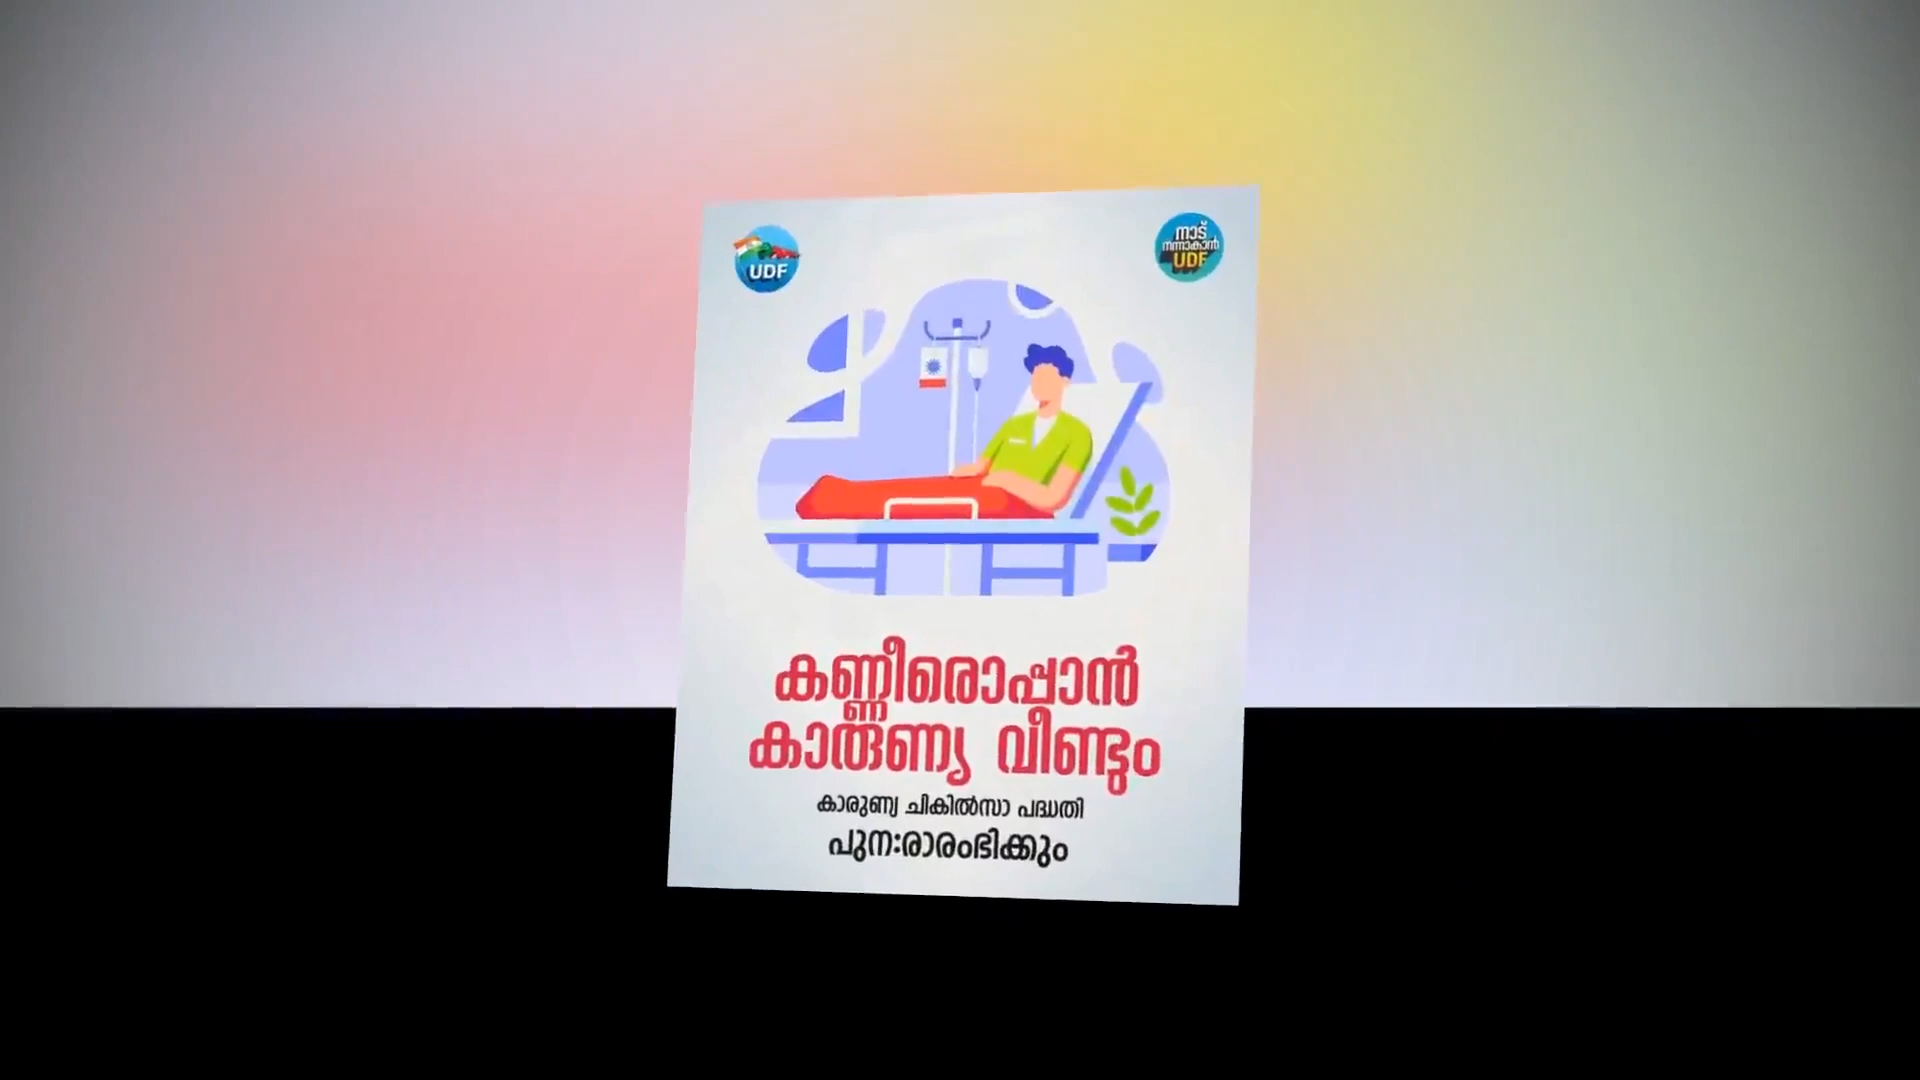 UDF
നാട്
നന്നാകാൻ
UDF
കണ്ണീരൊപ്പാൻ
കാരുണ്യ വീണ്ടും
കാരുണ്യ ചികിൽസാ പദ്ധതി
പുനഃരാരംഭിക്കും